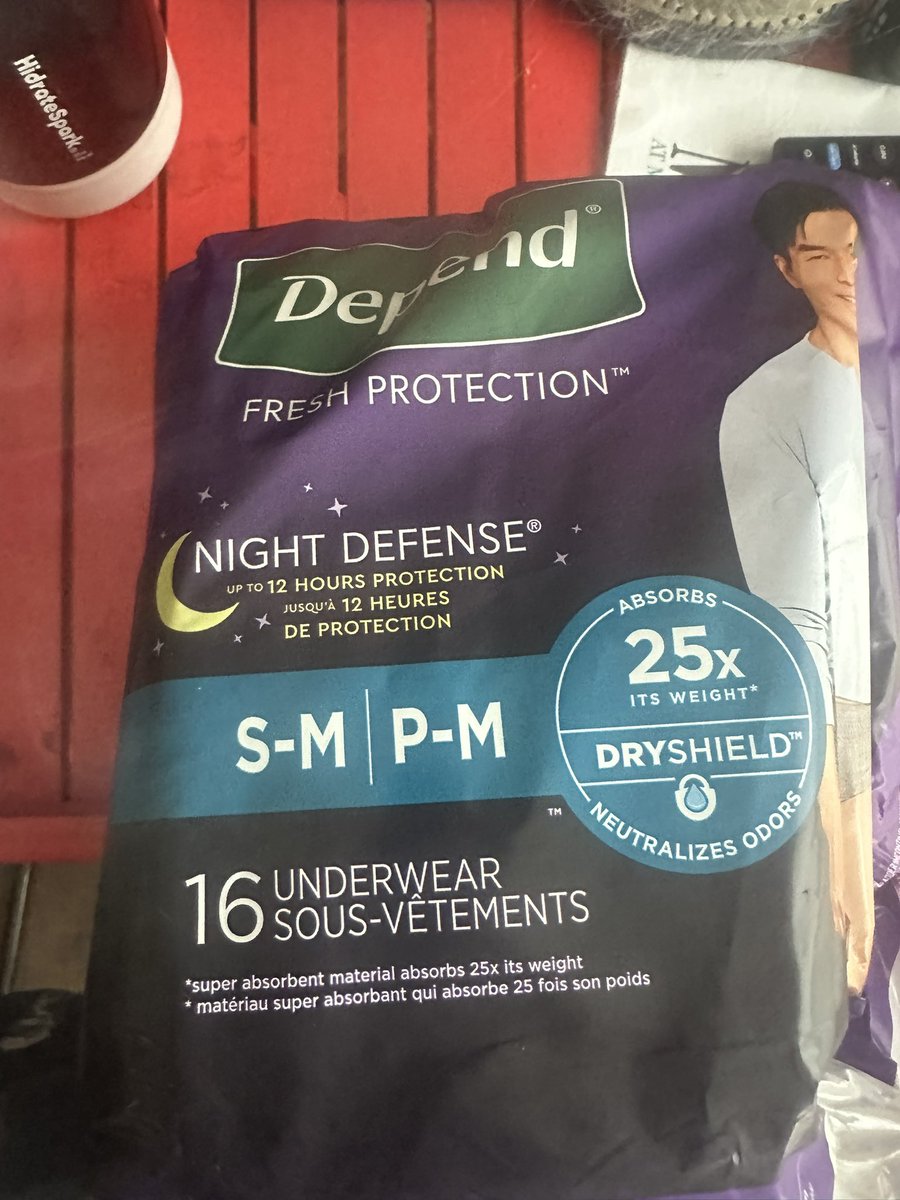 HidrateSpark
AT
Depend®
FRESH PROTECTION™
NIGHT DEFENSE®
UP TO 12 HOURS PROTECTION
JUSQU'À 12 HEURES
DE PROTECTION
S-M | P-M
ABSORBS
25x
ITS WEIGHT*
DRYSHIELD™
NEUTRALIZES ODORS
™
16 UNDERWEAR
SOUS-VÊTEMENTS
*super absorbent material absorbs 25x its weight
* matériau super absorbant qui absorbe 25 fois son poids